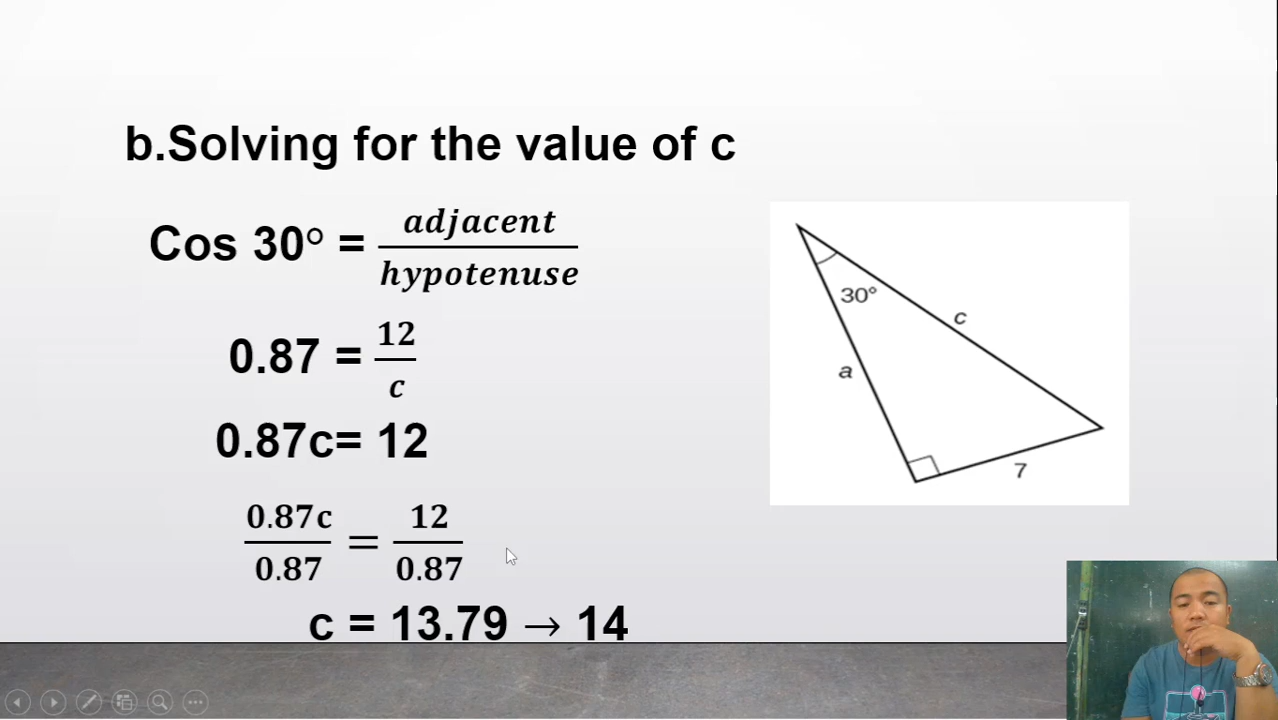 b.Solving for the value of c
Cos 30° = adjacent/hypotenuse
0.87 = 12/c
0.87c= 12
0.87c/0.87 = 12/0.87
c = 13.79 → 14
30°
c
a
7